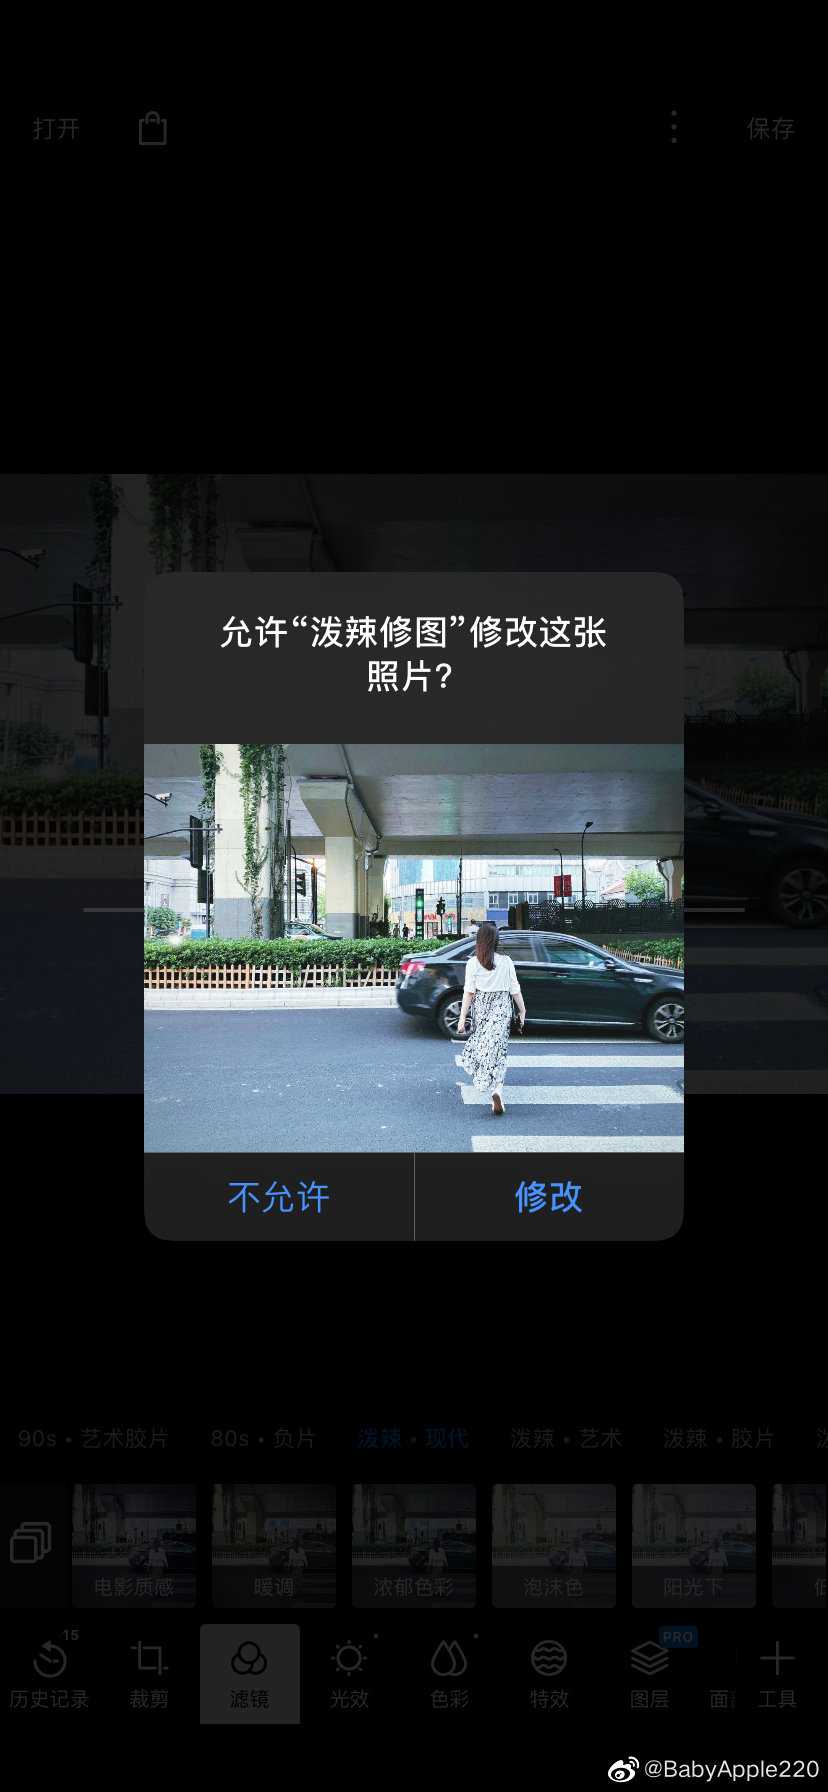 打开
保存
允许“泼辣修图”修改这张
照片?
不允许
修改
90s • 艺术胶片
80s • 负片
泼辣 • 现代
泼辣 • 艺术
泼辣 • 胶片
电影质感
暖调
浓郁色彩
泡沫色
阳光下
15
PRO
历史记录
裁剪
滤镜
光效
色彩
特效
图层
面
工具
@BabyApple220